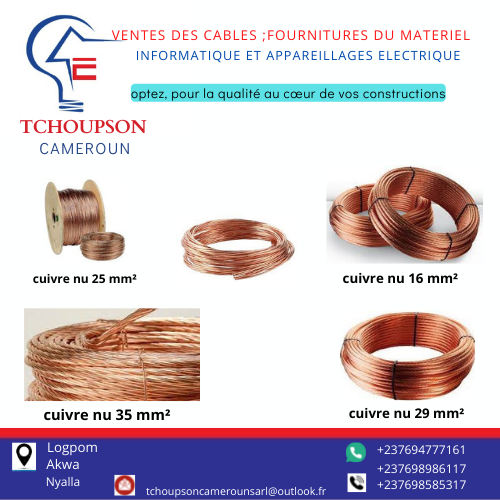 VENTES DES CABLES ;FOURNITURES DU MATERIEL
INFORMATIQUE ET APPAREILLAGES ELECTRIQUE
optez, pour la qualité au cœur de vos constructions
E
TCHOUPSON
CAMEROUN
cuivre nu 25 mm²
cuivre nu 16 mm²
cuivre nu 35 mm²
cuivre nu 29 mm²
Logpom
Akwa
Nyalla
tchoupsoncamerounsarl@outlook.fr
+237694777161
+237698986117
+237698585317